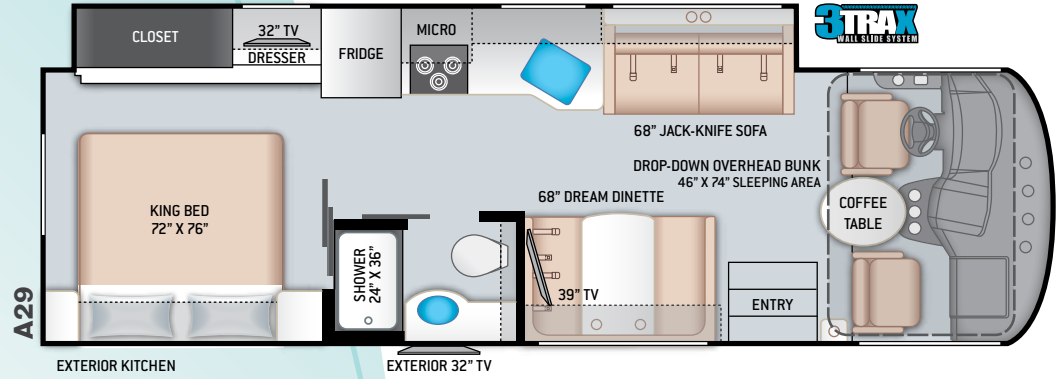 CLOSET
32" TV
DRESSER
FRIDGE
MICRO
3TRAX
WALL SLIDE SYSTEM
68" JACK-KNIFE SOFA
DROP-DOWN OVERHEAD BUNK
46" X 74" SLEEPING AREA
68" DREAM DINETTE
KING BED
72" X 76"
COFFEE
TABLE
SHOWER
24" X 36"
39" TV
ENTRY
A29
EXTERIOR KITCHEN
EXTERIOR 32" TV